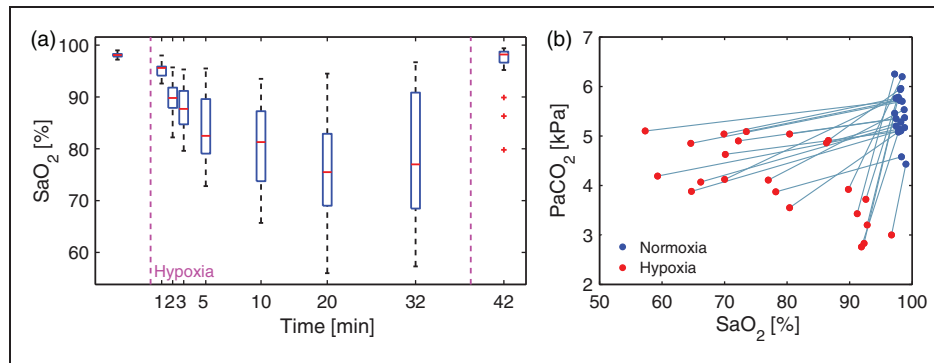 (a)
100
90
80
70
60
SaO2 [%]
Hypoxia
1 2 3 5 10 20 32 42
Time [min]
(b)
7
6
5
4
3
2
PaCO2 [kPa]
Normoxia
Hypoxia
50 60 70 80 90 100
SaO2 [%]